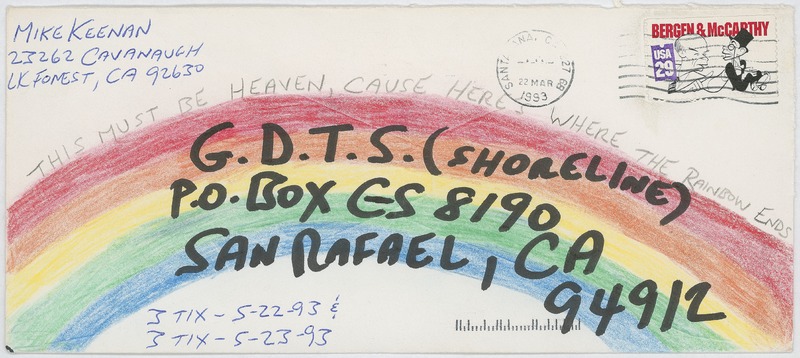 Mike Keenan
23262 Cavanaugh
Lk Forest, CA 92630
BERGEN & McCARTHY
USA
29
22 MAR
1993
This must be heaven, cause here's where the rainbow ends
G.D.T.S. (Shoreline)
P.O. Box CS 8190
San Rafael, CA
94912
3 tix - 5-22-93 &
3 tix - 5-23-93